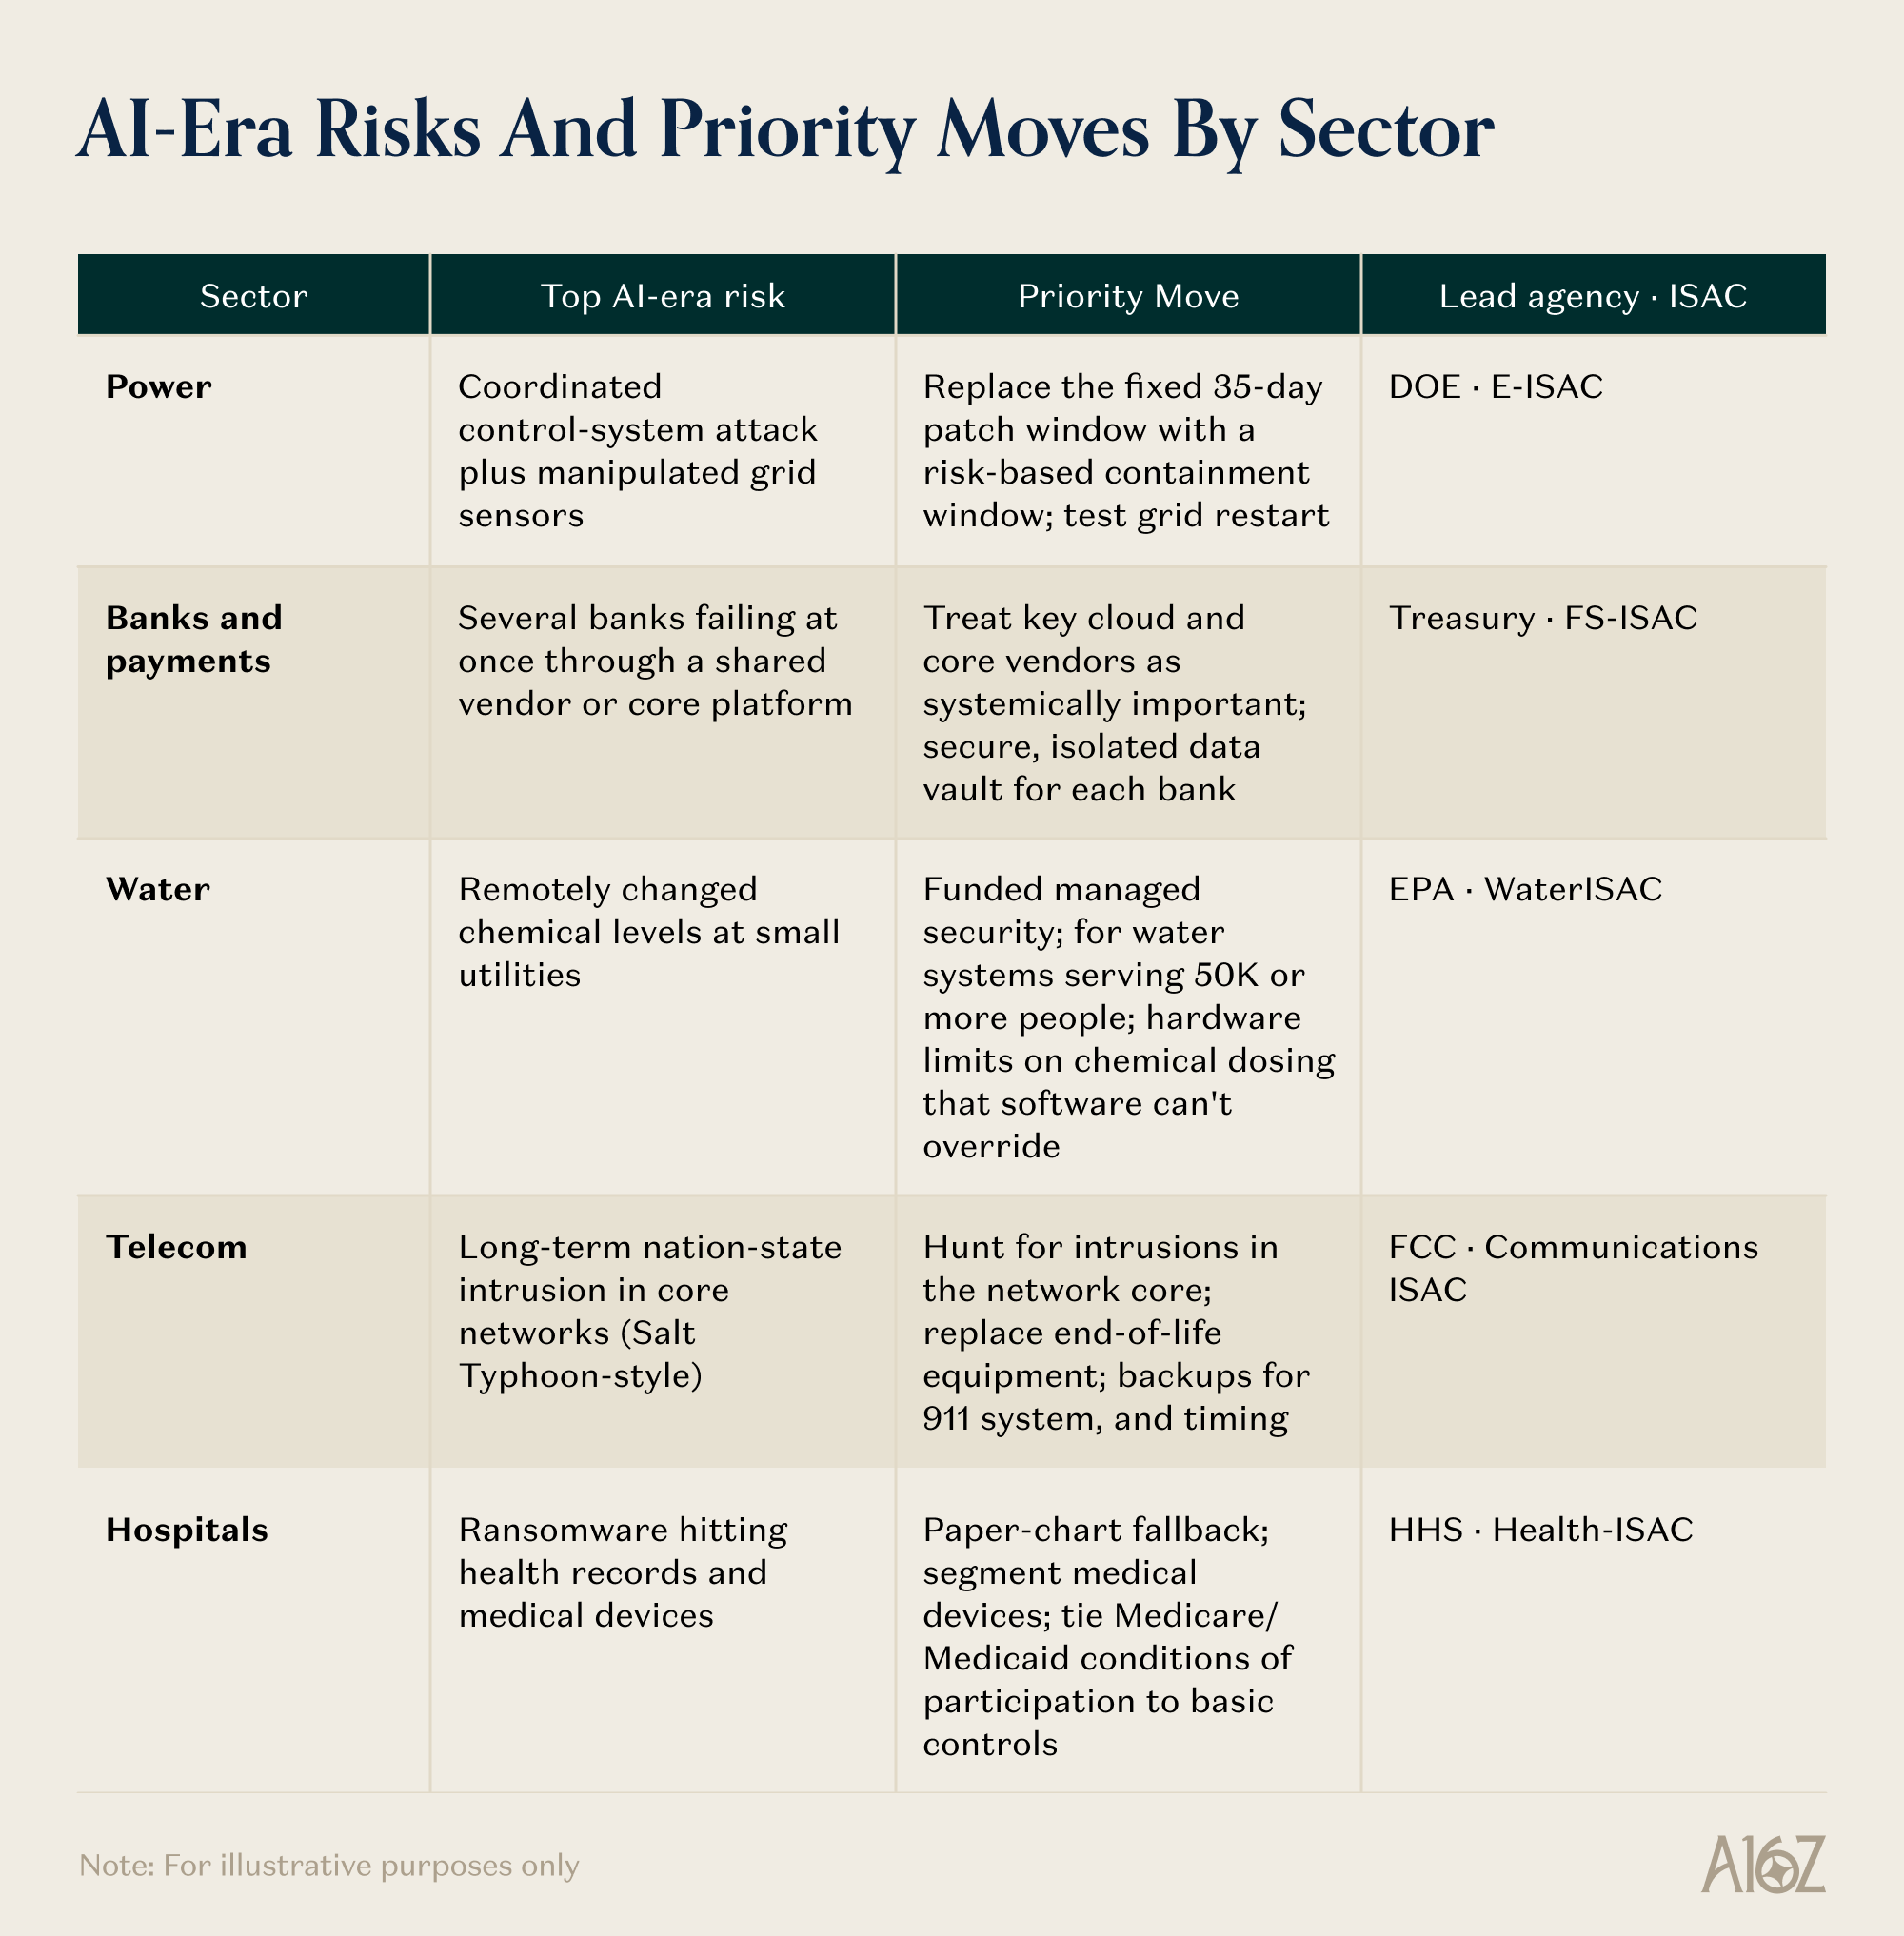 AI-Era Risks And Priority Moves By Sector
Sector
Top AI-era risk
Priority Move
Lead agency · ISAC
Power
Coordinated
control-system attack
plus manipulated grid
sensors
Replace the fixed 35-day
patch window with a
risk-based containment
window; test grid restart
DOE · E-ISAC
Banks and
payments
Several banks failing at
once through a shared
vendor or core platform
Treat key cloud and
core vendors as
systemically important;
secure, isolated data
vault for each bank
Treasury · FS-ISAC
Water
Remotely changed
chemical levels at small
utilities
Funded managed
security; for water
systems serving 50K or
more people; hardware
limits on chemical dosing
that software can't
override
EPA · WaterISAC
Telecom
Long-term nation-state
intrusion in core
networks (Salt
Typhoon-style)
Hunt for intrusions in
the network core;
replace end-of-life
equipment; backups for
911 system, and timing
FCC · Communications
ISAC
Hospitals
Ransomware hitting
health records and
medical devices
Paper-chart fallback;
segment medical
devices; tie Medicare/
Medicaid conditions of
participation to basic
controls
HHS · Health-ISAC
Note: For illustrative purposes only
A16Z